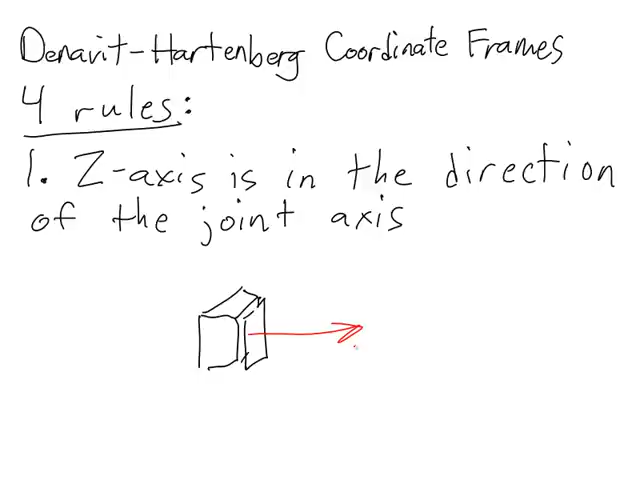 Denavit-Hartenberg Coordinate Frames
4 rules:
1. Z-axis is in the direction
of the joint axis